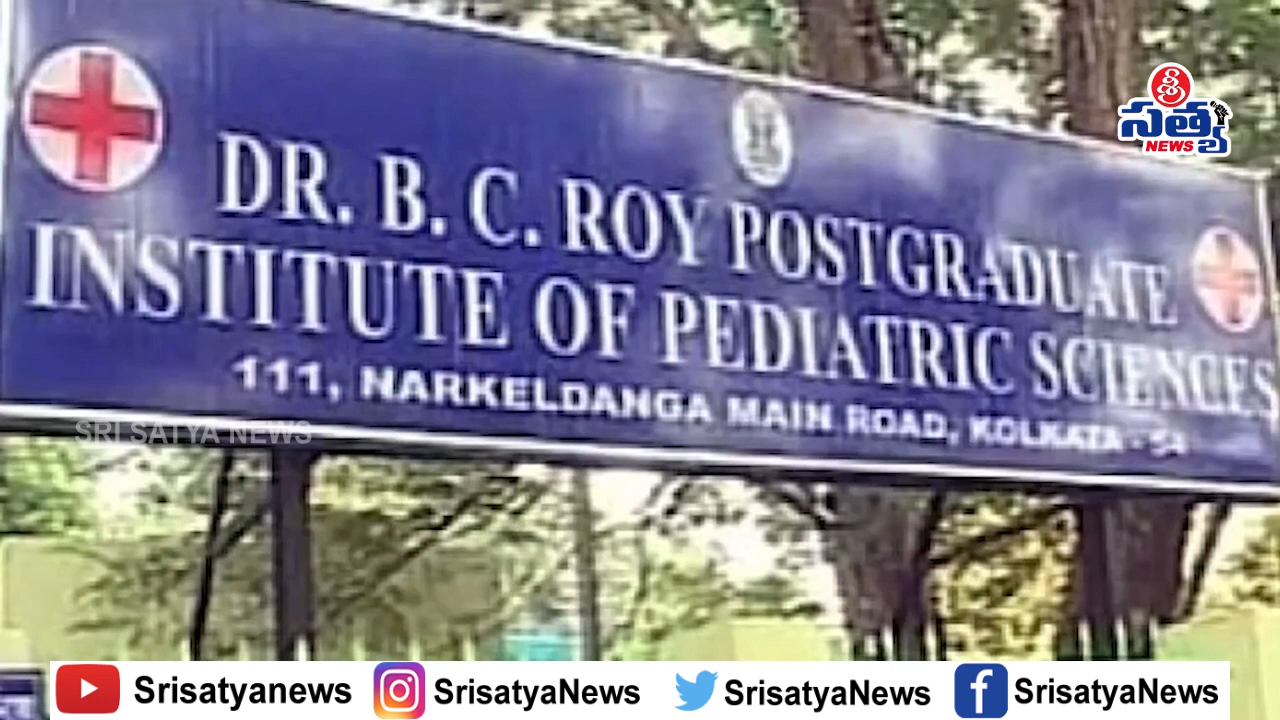 శ్రీ
సత్య
NEWS
DR. B. C. ROY POSTGRADUATE
INSTITUTE OF PEDIATRIC SCIENCES
111, NARKELDANGA MAIN ROAD, KOLKATA - 54
SRI SATYA NEWS
Srisatyanews SrisatyaNews SrisatyaNews SrisatyaNews